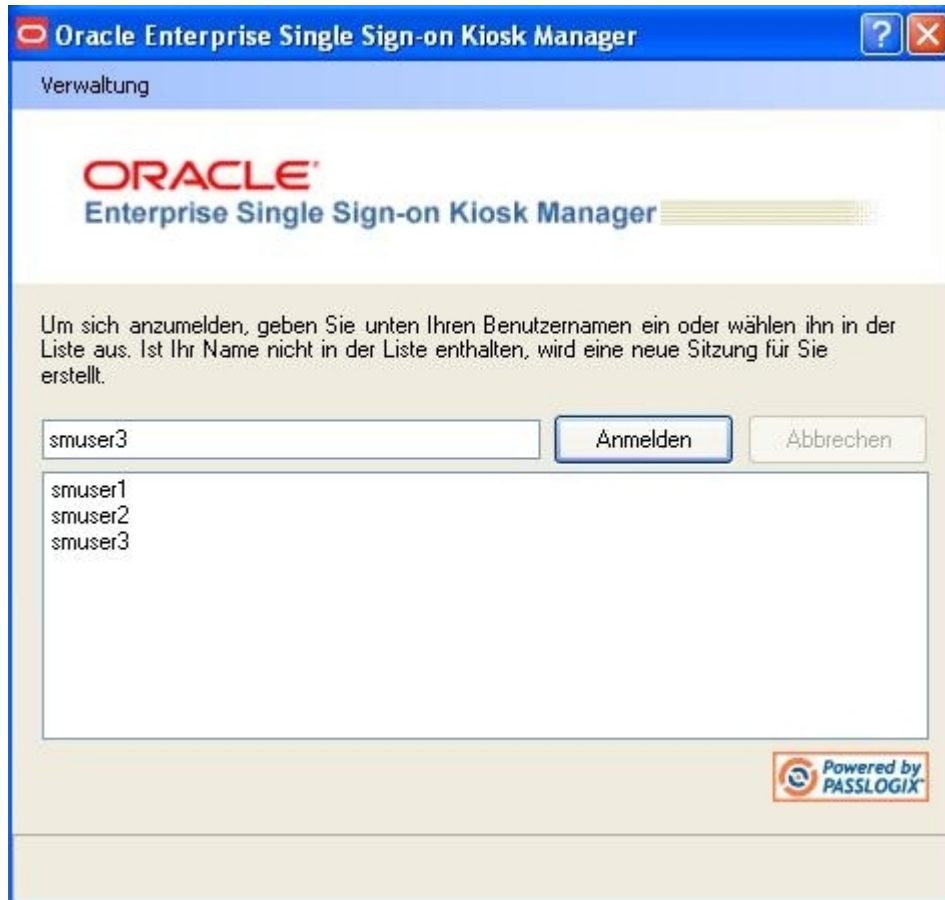 Oracle Enterprise Single Sign-on Kiosk Manager
Verwaltung
ORACLE
Enterprise Single Sign-on Kiosk Manager
Um sich anzumelden, geben Sie unten Ihren Benutzernamen ein oder wählen ihn in der
Liste aus. Ist Ihr Name nicht in der Liste enthalten, wird eine neue Sitzung für Sie
erstellt.
smuser3 Anmelden Abbrechen
smuser1
smuser2
smuser3
Powered by
PASSLOGIX